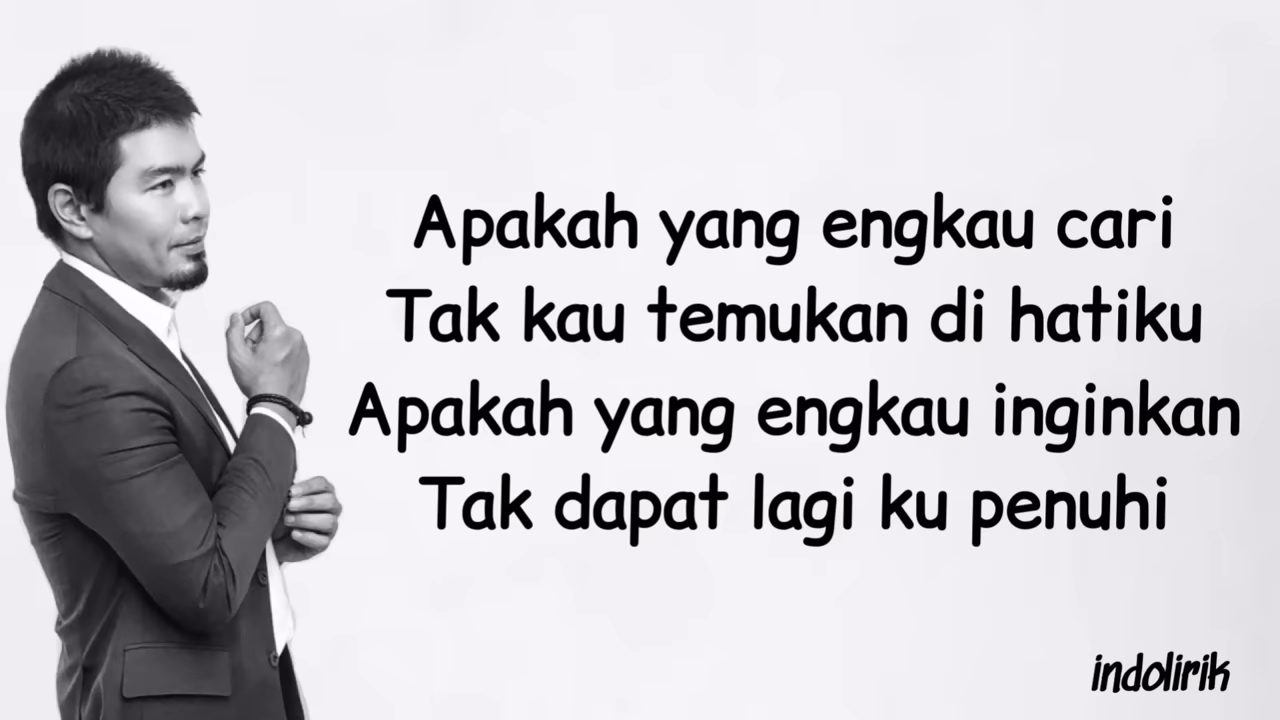 Apakah yang engkau cari
Tak kau temukan di hatiku
Apakah yang engkau inginkan
Tak dapat lagi ku penuhi
indolirik